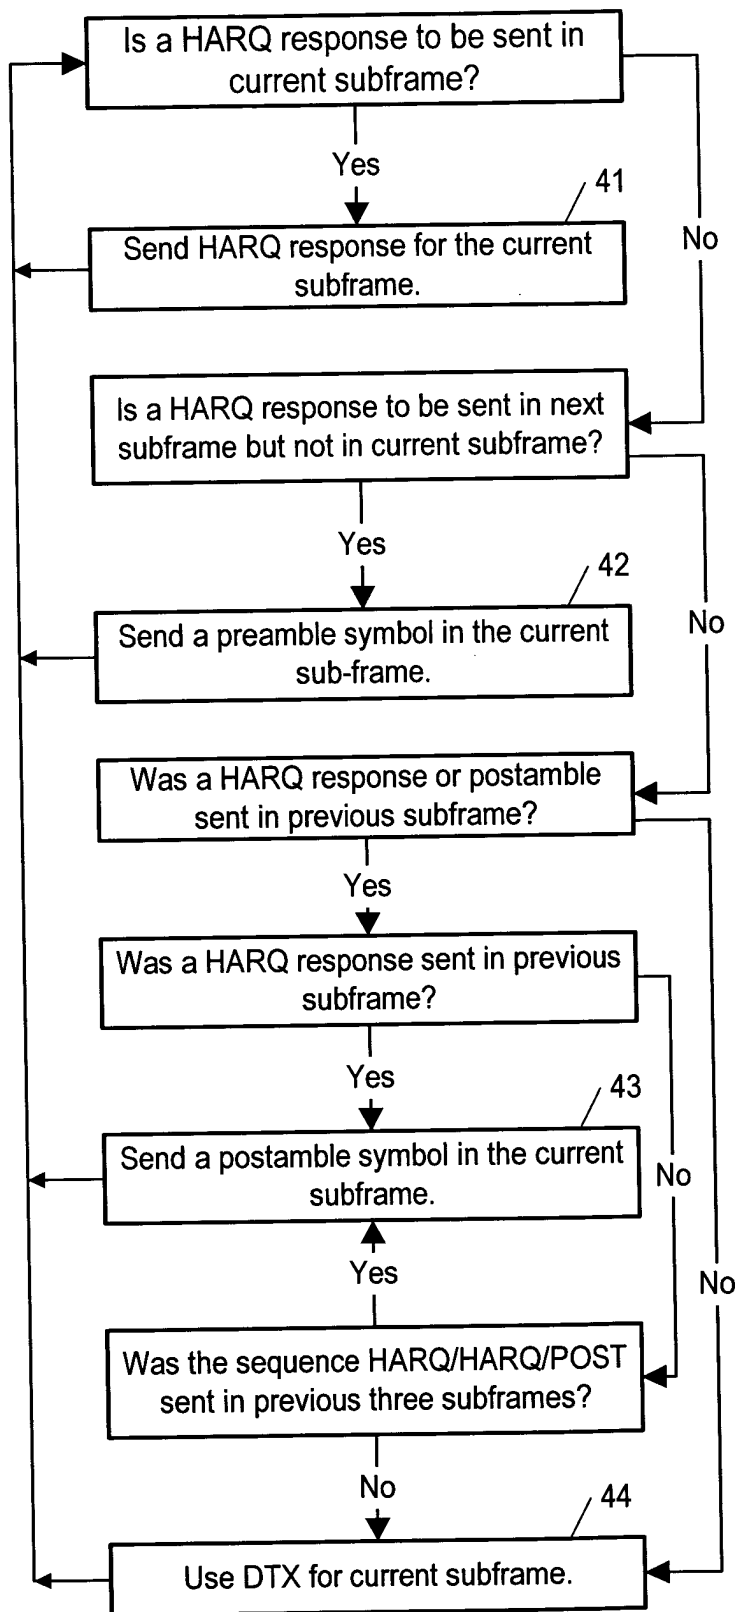 Is a HARQ response to be sent in
current subframe?
Yes
41
No
Send HARQ response for the current
subframe.
Is a HARQ response to be sent in next
subframe but not in current subframe?
Yes
42
No
Send a preamble symbol in the current
sub-frame.
Was a HARQ response or postamble
sent in previous subframe?
Yes
Was a HARQ response sent in previous
subframe?
Yes
43
Send a postamble symbol in the current
subframe.
No
Yes
No
Was the sequence HARQ/HARQ/POST
sent in previous three subframes?
No
44
Use DTX for current subframe.